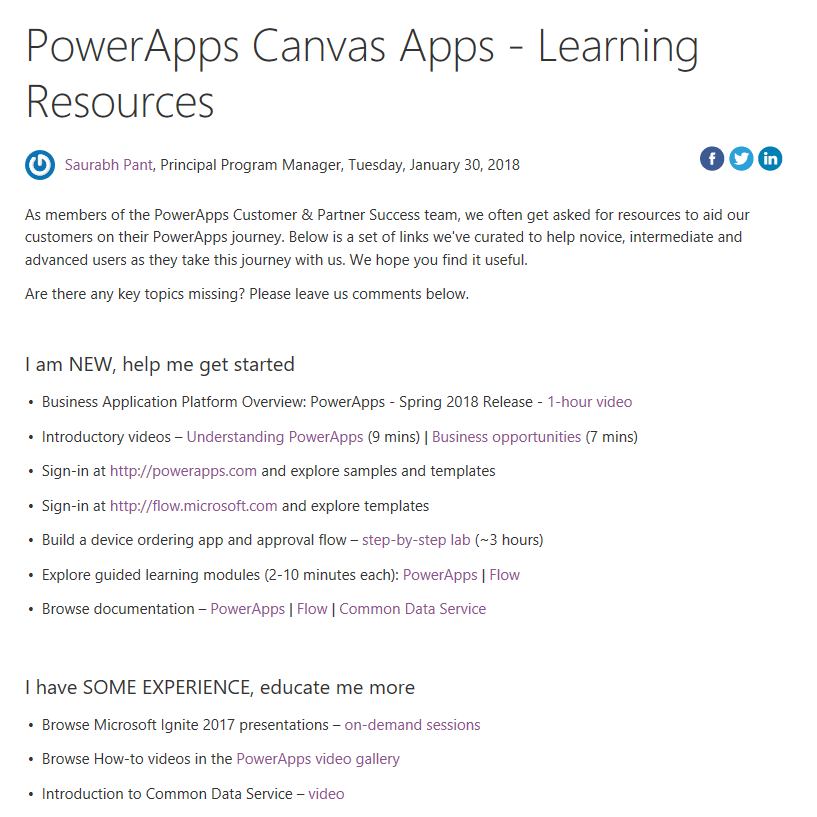 PowerApps Canvas Apps - Learning
Resources
Saurabh Pant, Principal Program Manager, Tuesday, January 30, 2018
As members of the PowerApps Customer & Partner Success team, we often get asked for resources to aid our
customers on their PowerApps journey. Below is a set of links we've curated to help novice, intermediate and
advanced users as they take this journey with us. We hope you find it useful.
Are there any key topics missing? Please leave us comments below.
I am NEW, help me get started
• Business Application Platform Overview: PowerApps - Spring 2018 Release - 1-hour video
• Introductory videos – Understanding PowerApps (9 mins) | Business opportunities (7 mins)
• Sign-in at http://powerapps.com and explore samples and templates
• Sign-in at http://flow.microsoft.com and explore templates
• Build a device ordering app and approval flow – step-by-step lab (~3 hours)
• Explore guided learning modules (2-10 minutes each): PowerApps | Flow
• Browse documentation – PowerApps | Flow | Common Data Service
I have SOME EXPERIENCE, educate me more
• Browse Microsoft Ignite 2017 presentations – on-demand sessions
• Browse How-to videos in the PowerApps video gallery
• Introduction to Common Data Service – video